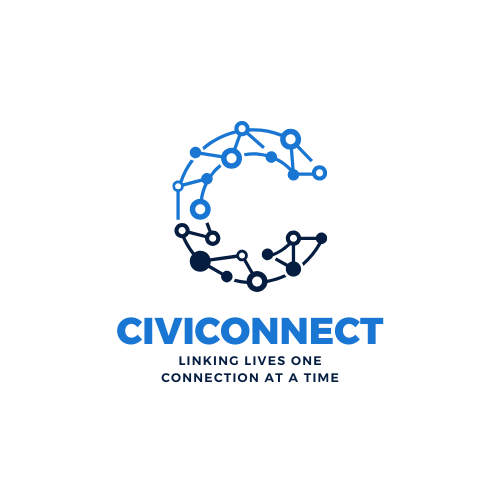 CIVICONNECT
LINKING LIVES ONE
CONNECTION AT A TIME